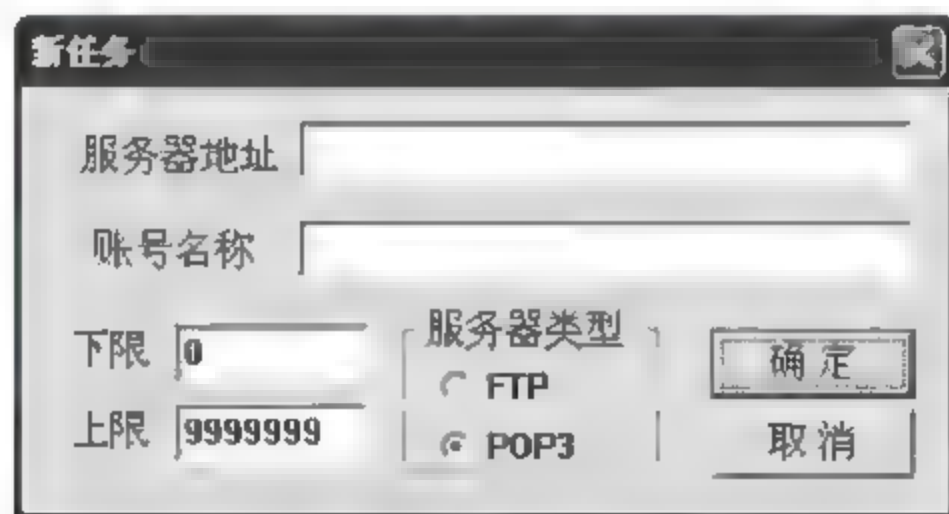 新任务
服务器地址
账号名称
下限 0
上限 9999999
服务器类型
FTP
POP3
确定
取消